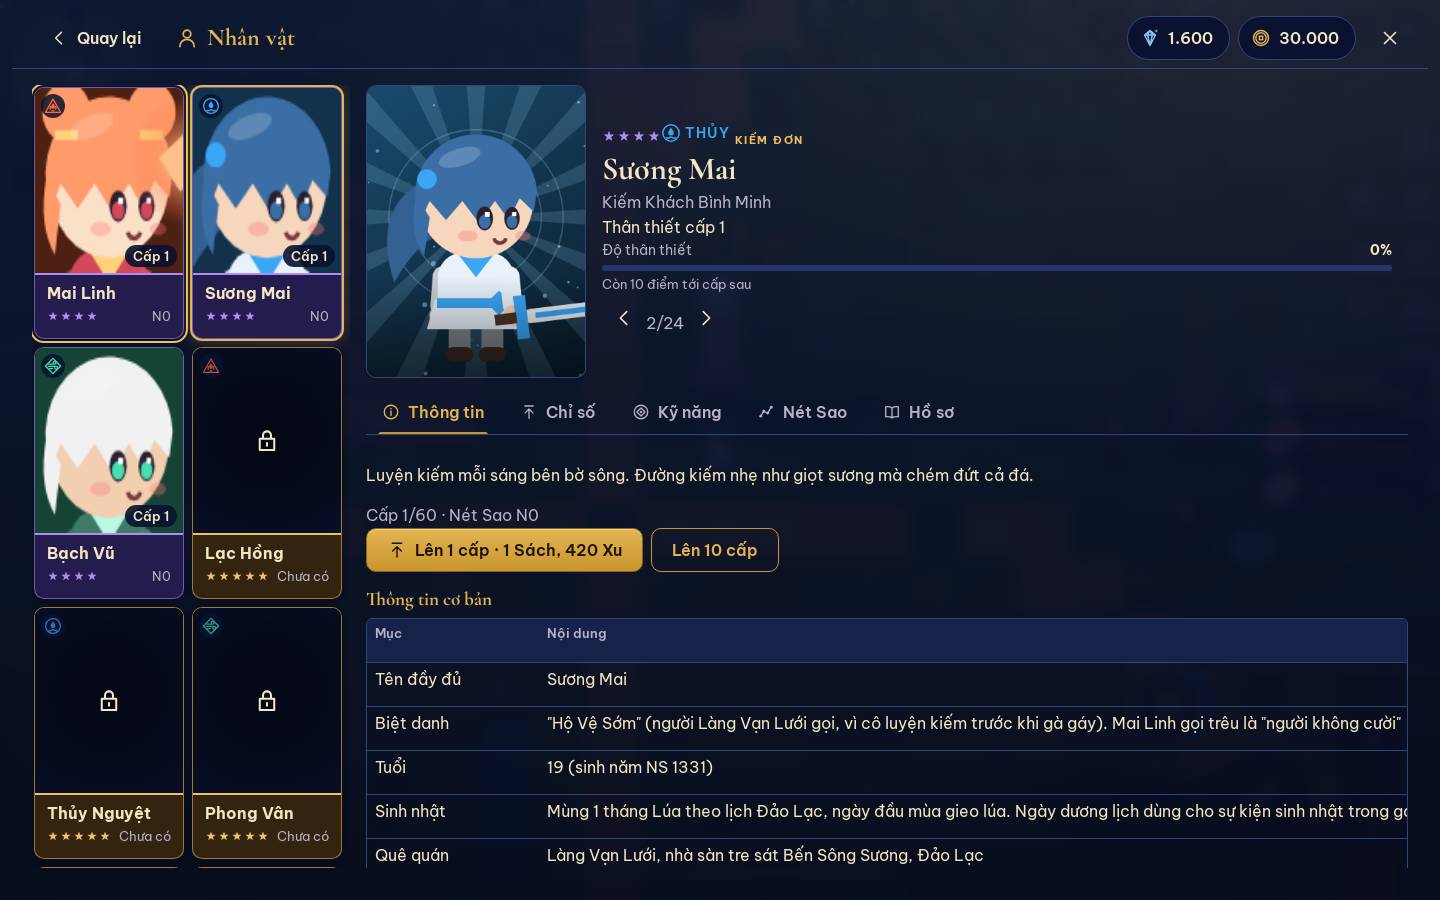 Quay lại
Nhân vật
1.600
30.000
Cấp 1
Mai Linh
★★★★ N0
Cấp 1
Sương Mai
★★★★ N0
Cấp 1
Bạch Vũ
★★★★ N0
Lạc Hồng
★★★★★ Chưa có
Thủy Nguyệt
★★★★★ Chưa có
Phong Vân
★★★★★ Chưa có
★★★★ THỦY KIẾM ĐƠN
Sương Mai
Kiếm Khách Bình Minh
Thân thiết cấp 1
Độ thân thiết 0%
Còn 10 điểm tới cấp sau
2/24
Thông tin Chỉ số Kỹ năng Nét Sao Hồ sơ
Luyện kiếm mỗi sáng bên bờ sông. Đường kiếm nhẹ như giọt sương mà chém đứt cả đá.
Cấp 1/60 · Nét Sao N0
Lên 1 cấp · 1 Sách, 420 Xu
Lên 10 cấp
Thông tin cơ bản
Mục Nội dung
Tên đầy đủ Sương Mai
Biệt danh "Hộ Vệ Sớm" (người Làng Vạn Lưới gọi, vì cô luyện kiếm trước khi gà gáy). Mai Linh gọi trêu là "người không cười"
Tuổi 19 (sinh năm NS 1331)
Sinh nhật Mùng 1 tháng Lúa theo lịch Đảo Lạc, ngày đầu mùa gieo lúa. Ngày dương lịch dùng cho sự kiện sinh nhật trong
Quê quán Làng Vạn Lưới, nhà sàn tre sát Bến Sông Sương, Đảo Lạc